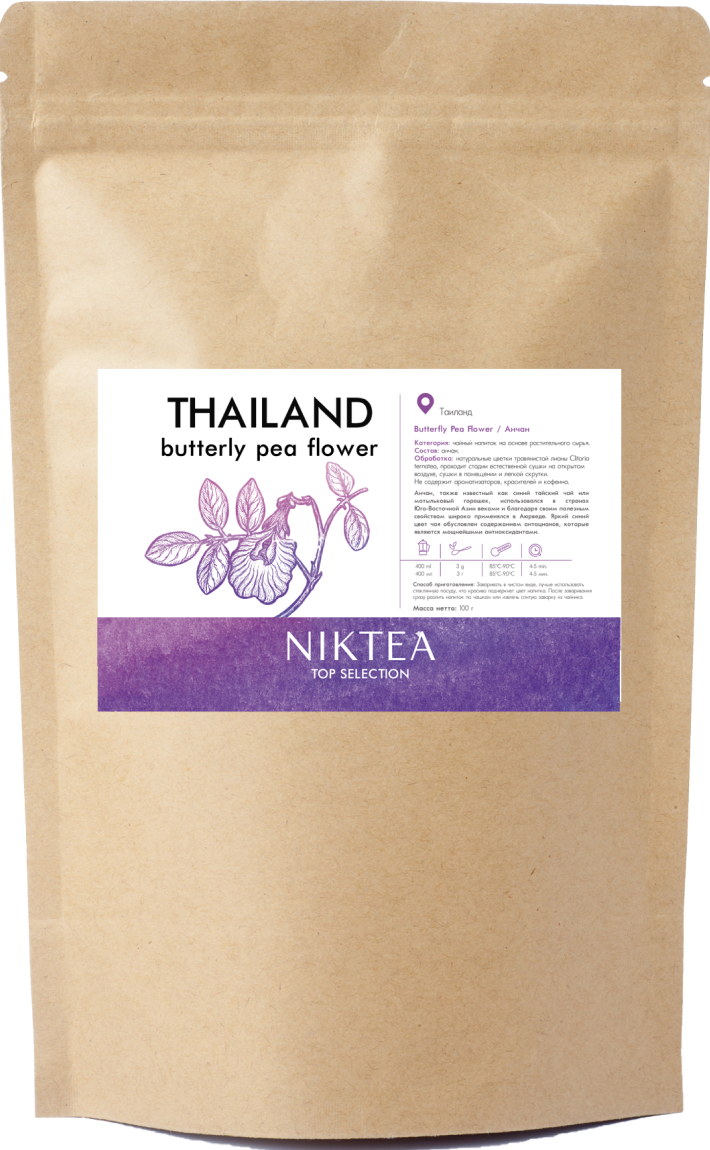 THAILAND
butterly pea flower
Таиланд
Butterfly Pea Flower / Анчан
Категория: чайный напиток на основе растительного сырья.
Состав: анчан.
Обработка: натуральные цветки травянистой лианы Clitoria
ternatea, проходит стадии естественной сушки на открытом
воздухе, сушки в помещении и легкой скрутки.
Не содержит ароматизаторов, красителей и кофеина.
Анчан, также известный как синий тайский чай или
мотыльковый горошек, использовался в странах
Юго-Восточной Азии веками и благодаря своим полезным
свойствам широко применялся в Аюрведе. Яркий синий
цвет чая обусловлен содержанием антоцианов, которые
являются мощнейшими антиоксидантами.
400 ml 3 g 85°C-90°C 4-5 min.
400 мл 3 г 85°C-90°C 4-5 мин.
Способ приготовления: Заваривать в чистом виде, лучше использовать
стеклянную посуду, что красиво подчеркнет цвет напитка. После заваривания
сразу разлить напиток по чашкам или извлечь спитую заварку из чайника.
Масса нетто: 100 г
NIKTEA
TOP SELECTION